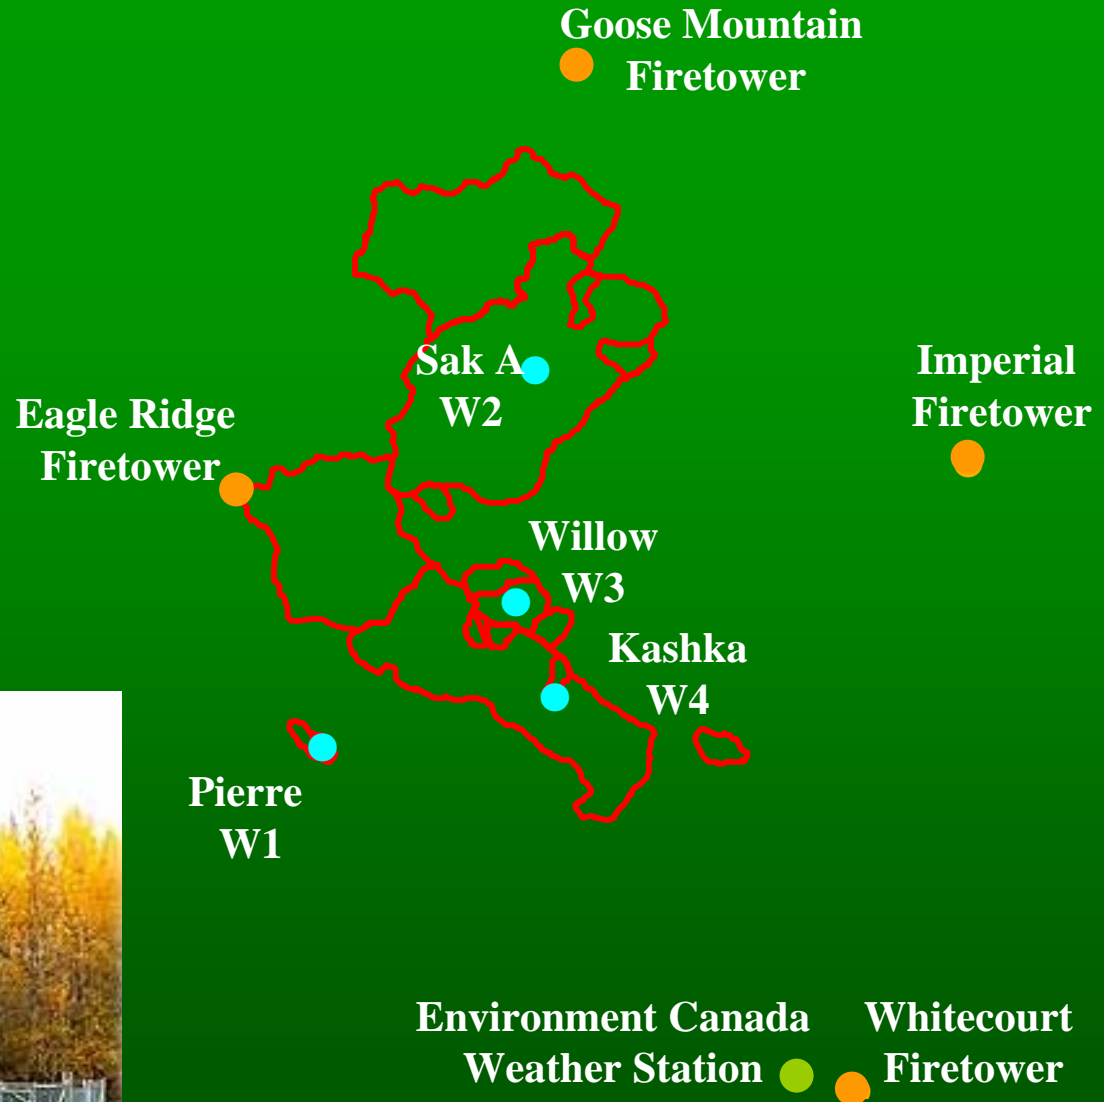 Goose Mountain
Firetower
Sak A
W2
Imperial
Firetower
Eagle Ridge
Firetower
Willow
W3
Kashka
W4
Pierre
W1
Environment Canada
Weather Station
Whitecourt
Firetower